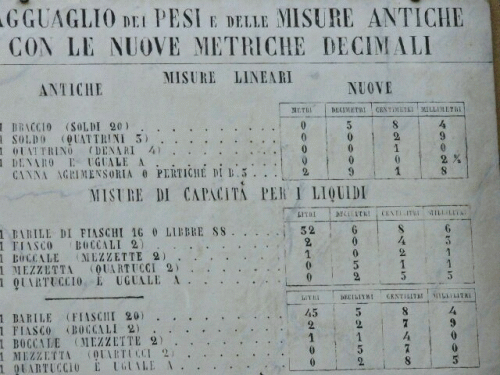 AGGUAGLIO DEI PESI E DELLE MISURE ANTICHE
CON LE NUOVE METRICHE DECIMALI
MISURE LINEARI
ANTICHE NUOVE
METRI DECIMETRI CENTIMETRI MILLIMETRI
1 BRACCIO (SOLDI 20) 0 5 8 4
1 SOLDO (QUATTRINI 3) 0 0 2 9
1 QUATTRINO (DENARI 4) 0 0 1 0
1 DENARO E UGUALE A 0 0 0 2
CANNA AGRIMENSORIA O PERTICHE DI B. 5 2 9 1 8
MISURE DI CAPACITÀ PER I LIQUIDI
LITRI DECILITRI CENTILITRI MILLILITRI
1 BARILE DI FIASCHI 16 O LIBBRE 88 32 6 8 6
1 FIASCO (BOCCALI 2) 2 0 4 3
1 BOCCALE (MEZZETTE 2) 1 0 2 1
1 MEZZETTA (QUARTUCCI 2) 0 5 1 1
1 QUARTUCCIO E UGUALE A 0 2 5 5
LITRI DECILITRI CENTILITRI MILLILITRI
1 BARILE (FIASCHI 20) 45 5 8 4
1 FIASCO (BOCCALI 2) 2 2 7 9
1 BOCCALE (MEZZETTE 2) 1 1 4 0
1 MEZZETTA (QUARTUCCI 2) 0 5 7 0
1 QUARTUCCIO E UGUALE A 0 2 8 5